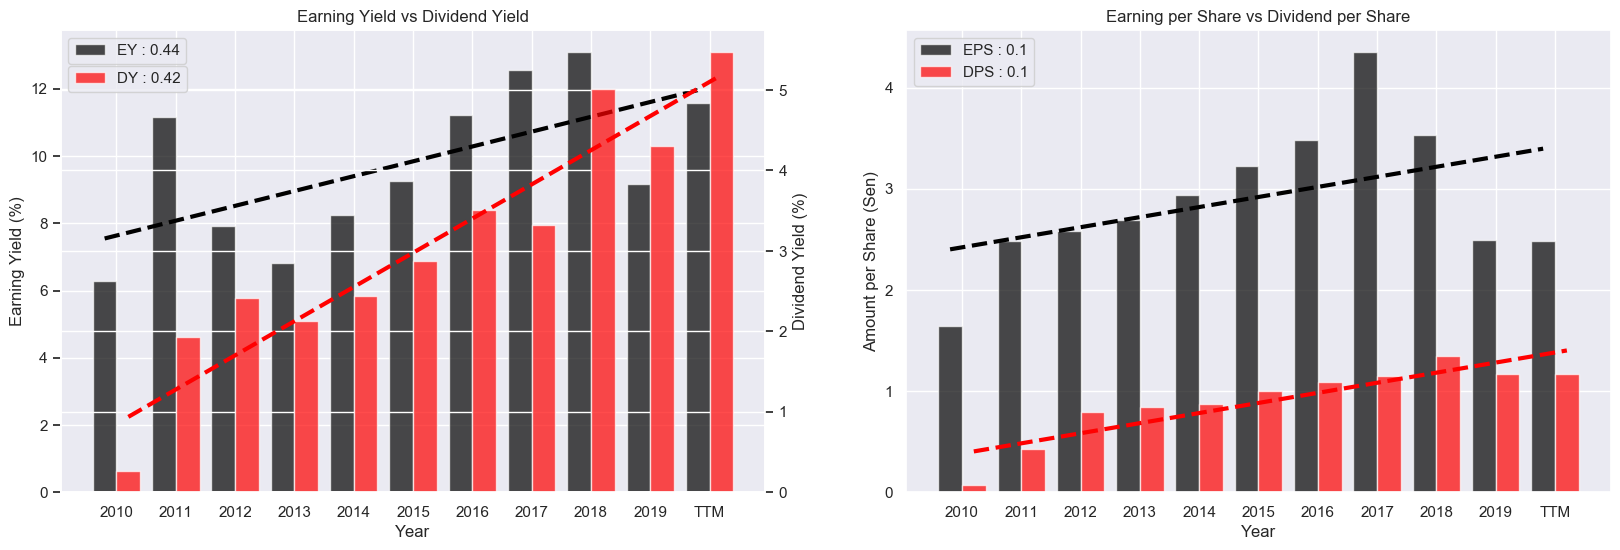 Earning Yield vs Dividend Yield
EY : 0.44
DY : 0.42
12
10
8
6
4
2
0
Earning Yield (%)
5
4
3
2
1
0
Dividend Yield (%)
2010 2011 2012 2013 2014 2015 2016 2017 2018 2019 TTM
Year
Earning per Share vs Dividend per Share
EPS : 0.1
DPS : 0.1
4
3
2
1
0
Amount per Share (Sen)
2010 2011 2012 2013 2014 2015 2016 2017 2018 2019 TTM
Year